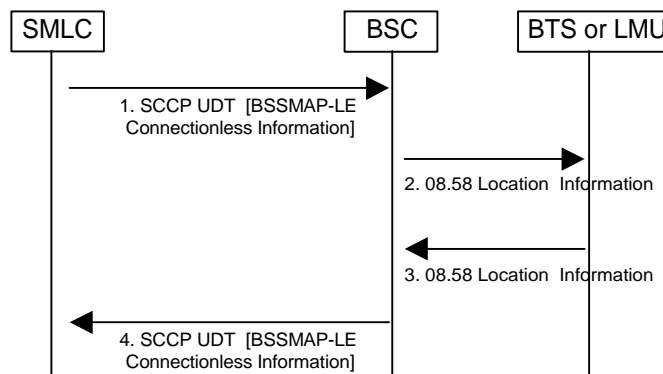 SMLC
BSC
BTS or LMU
1. SCCP UDT [BSSMAP-LE
Connectionless Information]
2. 08.58 Location Information
3. 08.58 Location Information
4. SCCP UDT [BSSMAP-LE
Connectionless Information]